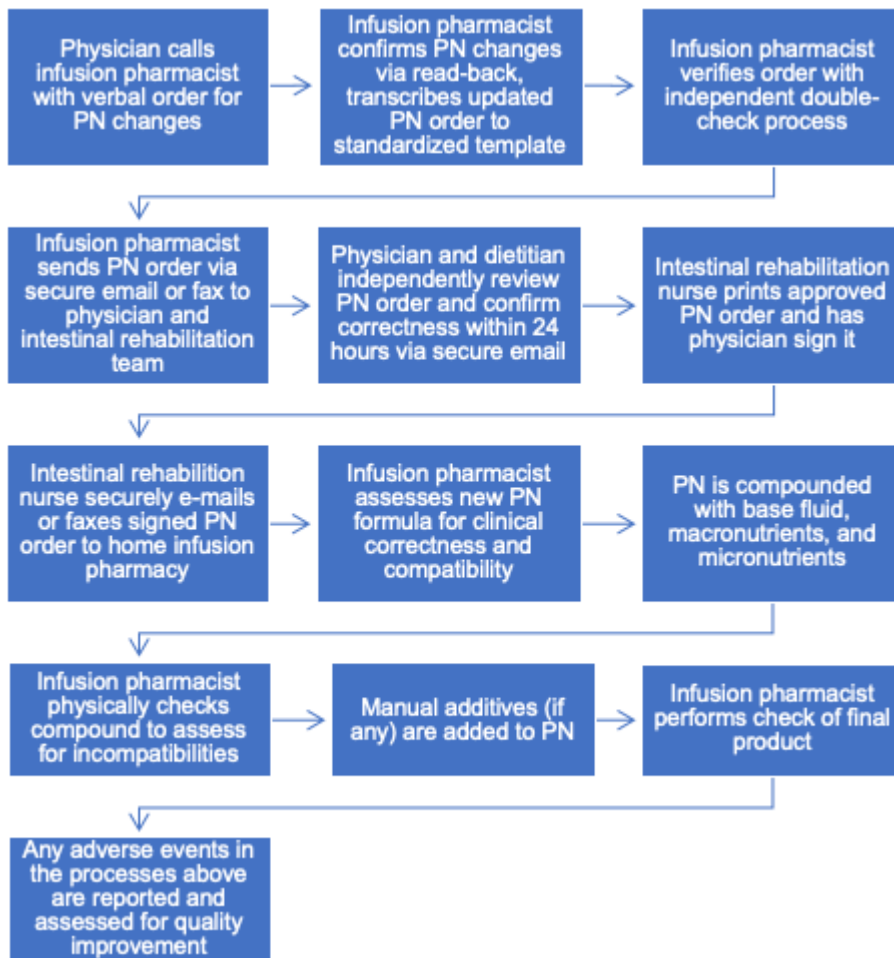 Physician calls
infusion pharmacist
with verbal order for
PN changes
Infusion pharmacist
confirms PN changes
via read-back,
transcribes updated
PN order to
standardized template
Infusion pharmacist
verifies order with
independent double-
check process
Infusion pharmacist
sends PN order via
secure email or fax to
physician and
intestinal rehabilitation
team
Physician and dietitian
independently review
PN order and confirm
correctness within 24
hours via secure email
Intestinal rehabilitation
nurse prints approved
PN order and has
physician sign it
Intestinal rehabilition
nurse securely e-mails
or faxes signed PN
order to home infusion
pharmacy
Infusion pharmacist
assesses new PN
formula for clinical
correctness and
compatibility
PN is compounded
with base fluid,
macronutrients, and
micronutrients
Infusion pharmacist
physically checks
compound to assess
for incompatibilities
Manual additives (if
any) are added to PN
Infusion pharmacist
performs check of final
product
Any adverse events in
the processes above
are reported and
assessed for quality
improvement